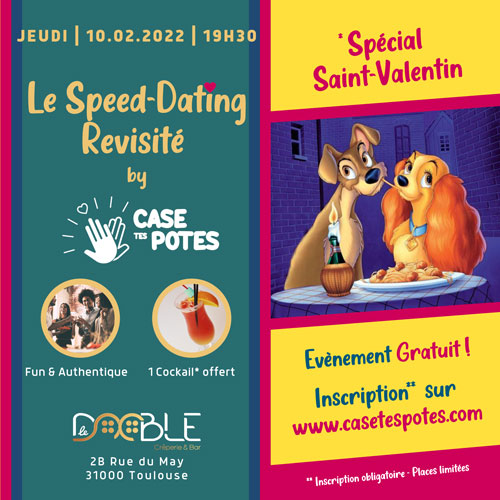 JEUDI | 10.02.2022 | 19H30
Le Speed-Dating
Revisité
by
CASE
TES
POTES
Fun & Authentique
1 Cockail* offert
Le DOOBLE
Crêperie & Bar
2B Rue du May
31000 Toulouse
* Spécial
Saint-Valentin
Evènement Gratuit !
Inscription** sur
www.casetespotes.com
** Inscription obligatoire - Places limitées